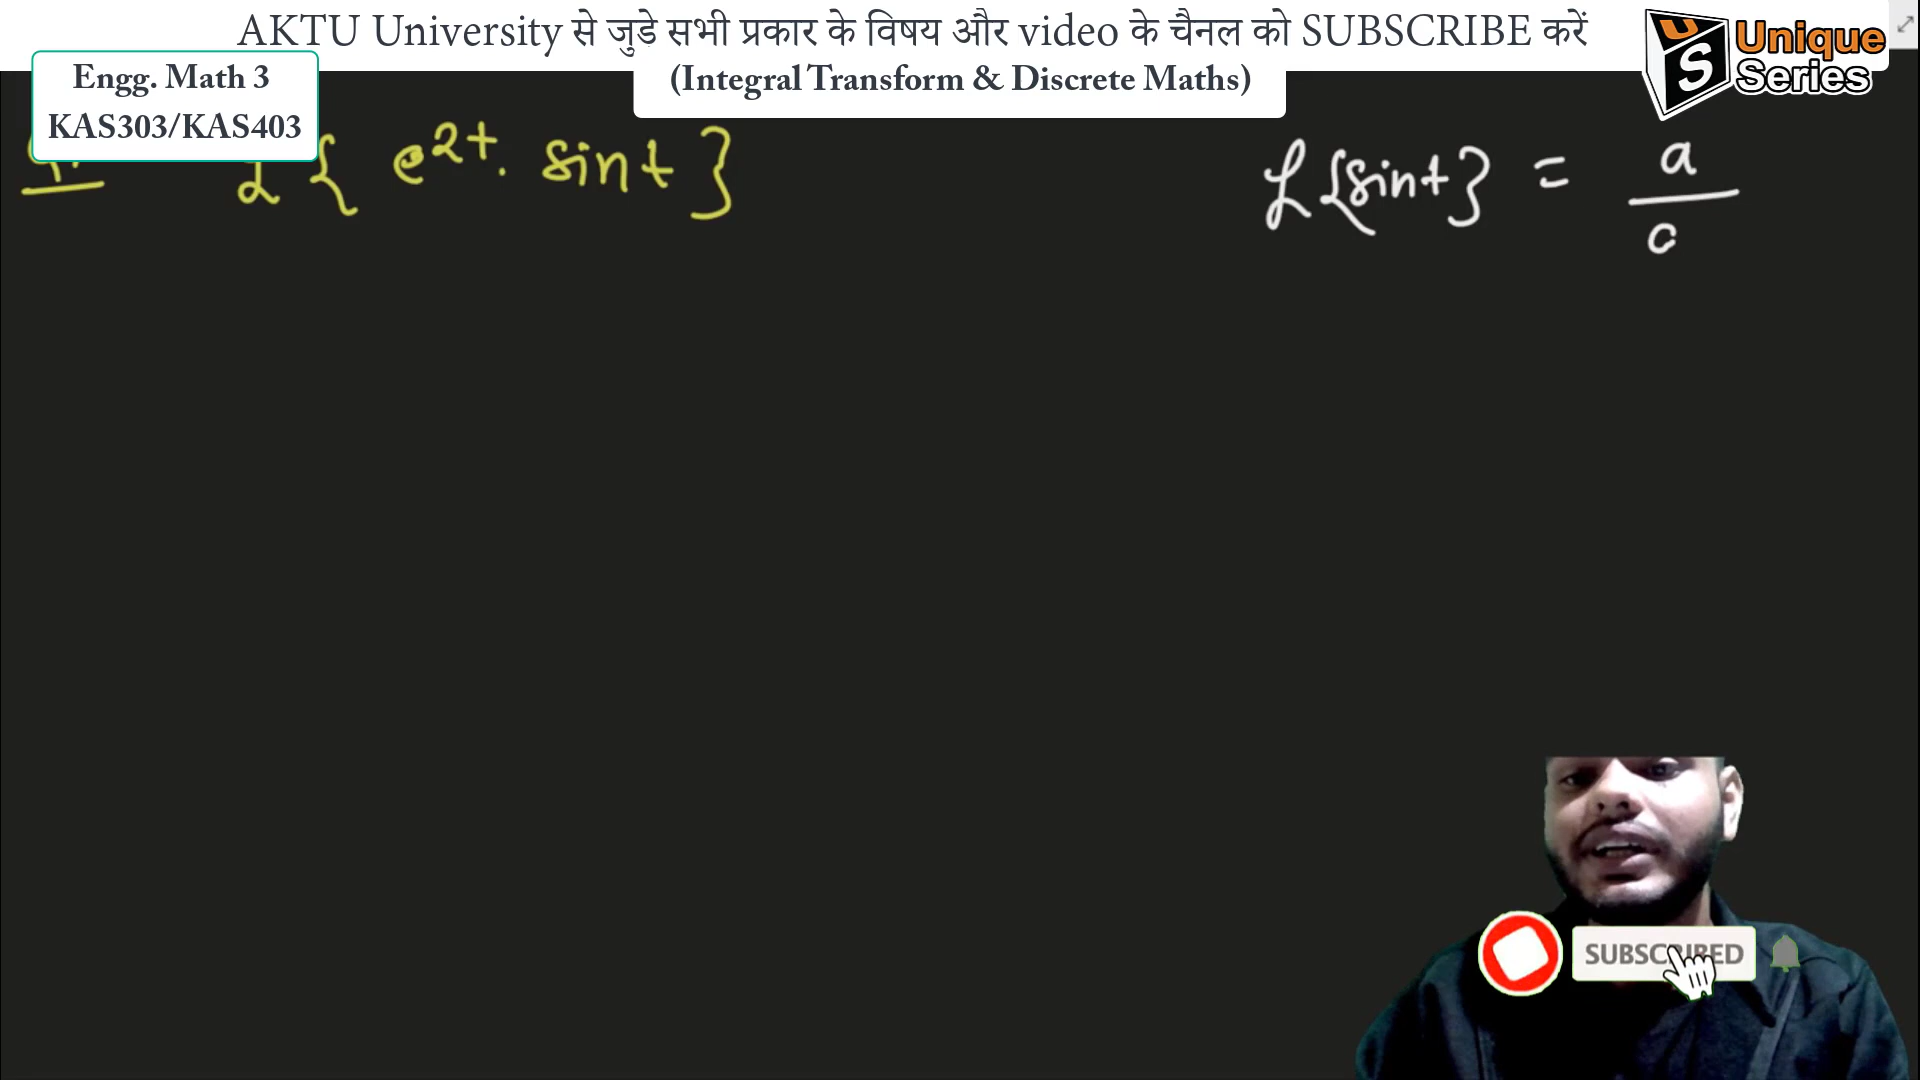 AKTU University से जुड़े सभी प्रकार के विषय और video के चैनल को SUBSCRIBE करें
Unique
Series
U
S
Engg. Math 3
KAS303/KAS403
(Integral Transform & Discrete Maths)
ℒ{ e^2t. sint }
ℒ{sint} = a
SUBSCRIBED